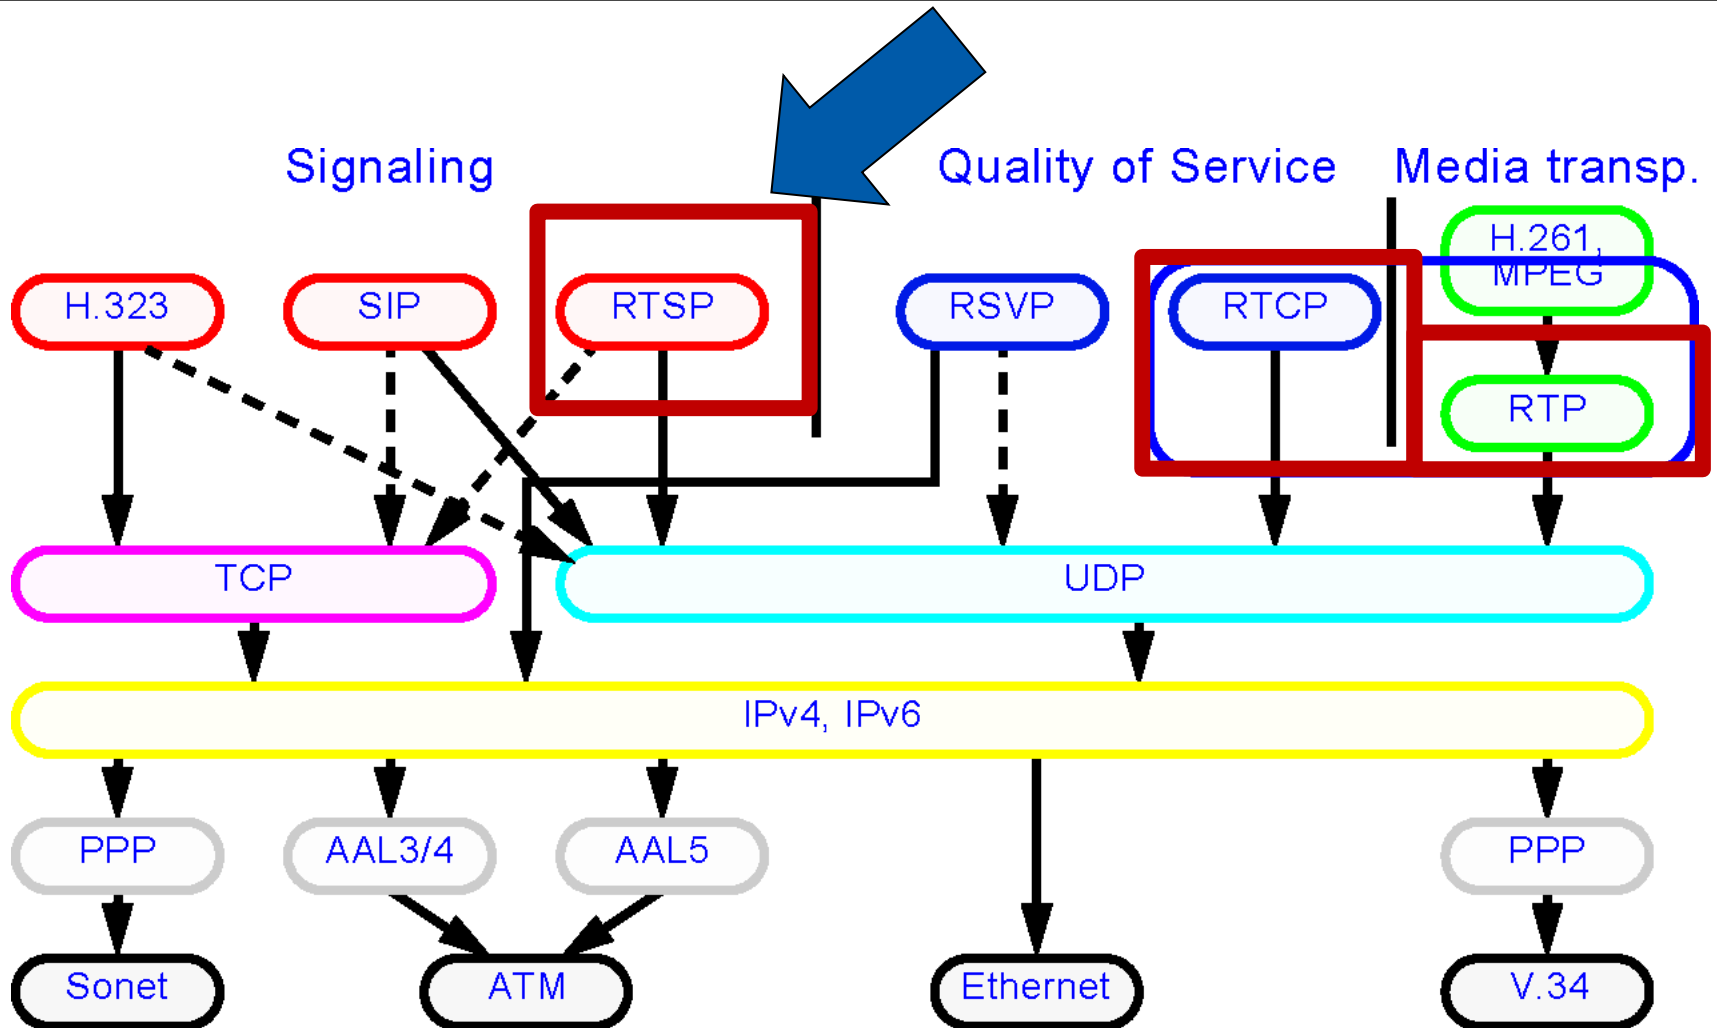 Signaling
Quality of Service
Media transp.
H.261,
MPEG
H.323
SIP
RTSP
RSVP
RTCP
RTP
TCP
UDP
IPv4, IPv6
PPP
AAL3/4
AAL5
PPP
Sonet
ATM
Ethernet
V.34